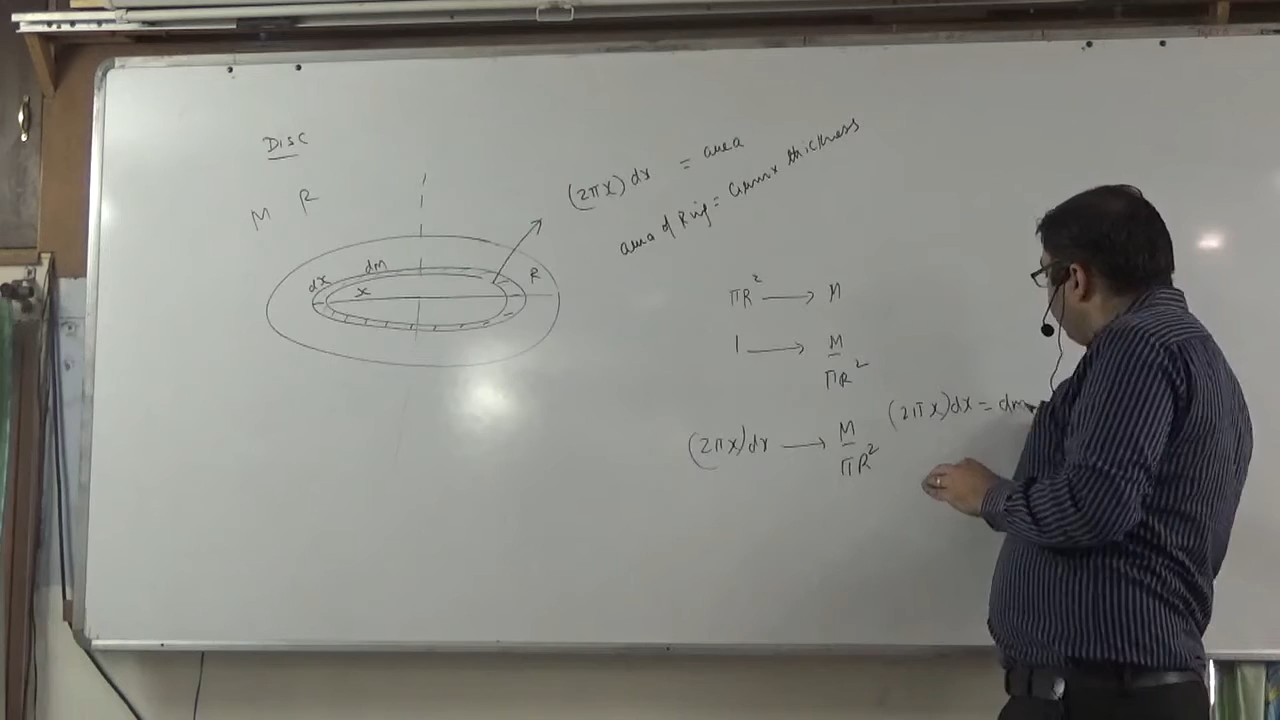 DISC
M R
(2πx) dx = area
area of Ring = Circum x thickness
dx dm R
x
πR² → M
1 → M/πR²
(2πx)dx → M/πR² (2πx)dx = dm